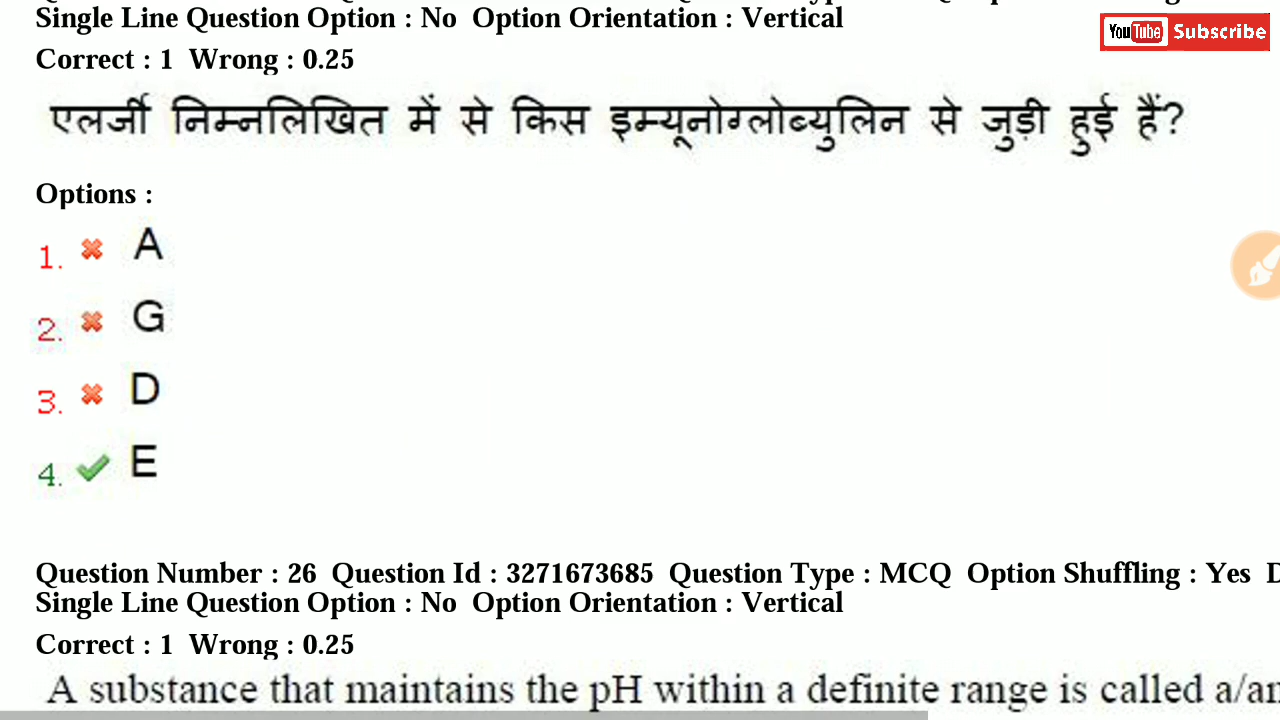 Single Line Question Option : No Option Orientation : Vertical
Correct : 1 Wrong : 0.25
YouTube Subscribe
एलर्जी निम्नलिखित में से किस इम्यूनोग्लोब्युलिन से जुड़ी हुई हैं?
Options :
1. A
2. G
3. D
4. E
Question Number : 26 Question Id : 3271673685 Question Type : MCQ Option Shuffling : Yes
Single Line Question Option : No Option Orientation : Vertical
Correct : 1 Wrong : 0.25
A substance that maintains the pH within a definite range is called